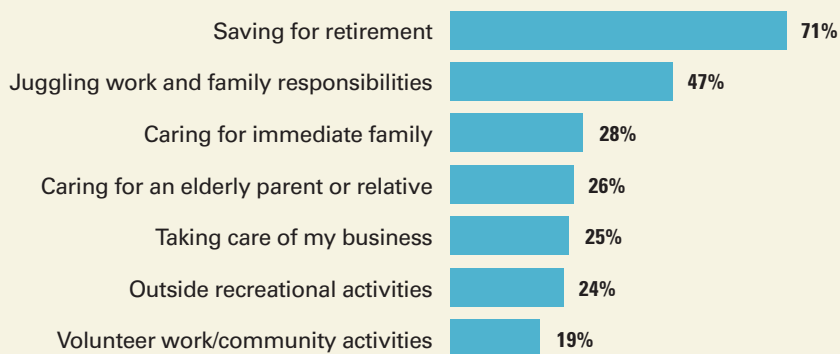 Saving for retirement 71%
Juggling work and family responsibilities 47%
Caring for immediate family 28%
Caring for an elderly parent or relative 26%
Taking care of my business 25%
Outside recreational activities 24%
Volunteer work/community activities 19%